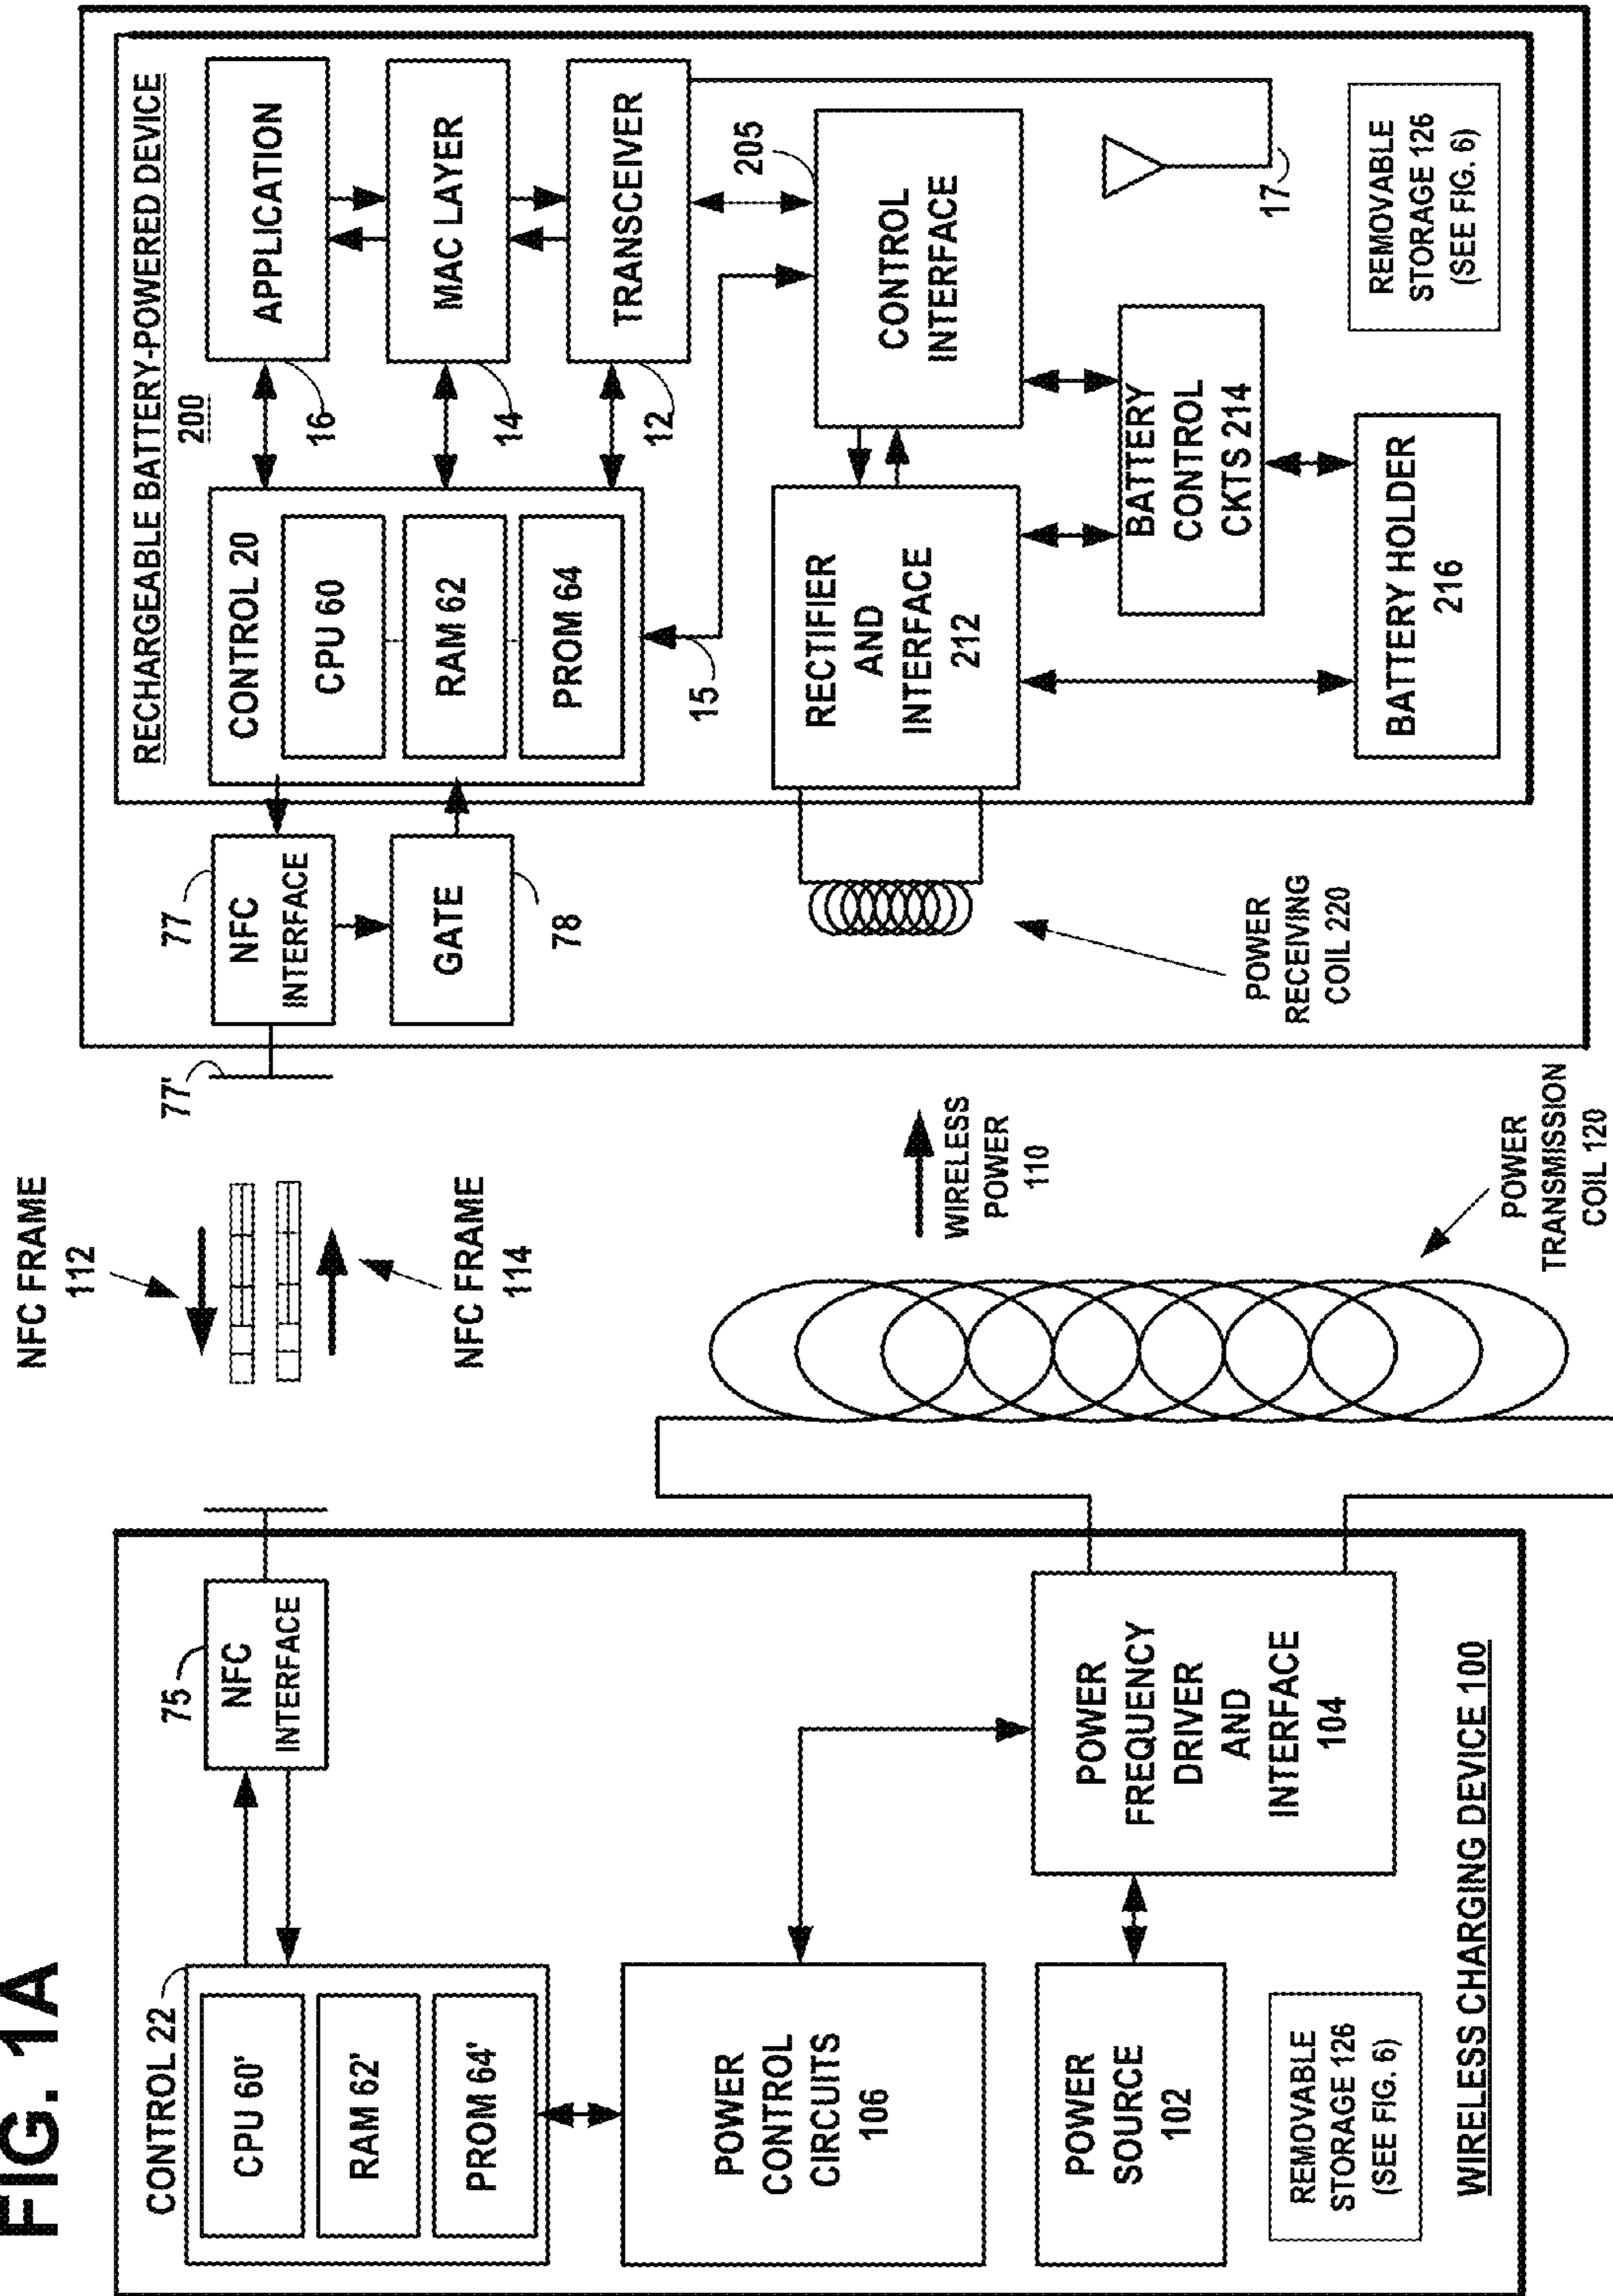 FIG. 1A
CONTROL 22
CPU 60'
RAM 62'
PROM 64'
75
NFC
INTERFACE
POWER
CONTROL
CIRCUITS
106
POWER
SOURCE
102
POWER
FREQUENCY
DRIVER
AND
INTERFACE
104
REMOVABLE
STORAGE 126
(SEE FIG. 6)
WIRELESS CHARGING DEVICE 100
NFC FRAME
112
NFC FRAME
114
WIRELESS
POWER
110
POWER
TRANSMISSION
COIL 120
77'
77
NFC
INTERFACE
GATE
78
POWER
RECEIVING
COIL 220
RECHARGEABLE BATTERY-POWERED DEVICE
200
CONTROL 20
CPU 60
RAM 62
PROM 64
15
16
14
12
APPLICATION
MAC LAYER
TRANSCEIVER
205
RECTIFIER
AND
INTERFACE
212
CONTROL
INTERFACE
BATTERY
CONTROL
CKTS 214
BATTERY HOLDER
216
17
REMOVABLE
STORAGE 126
(SEE FIG. 6)